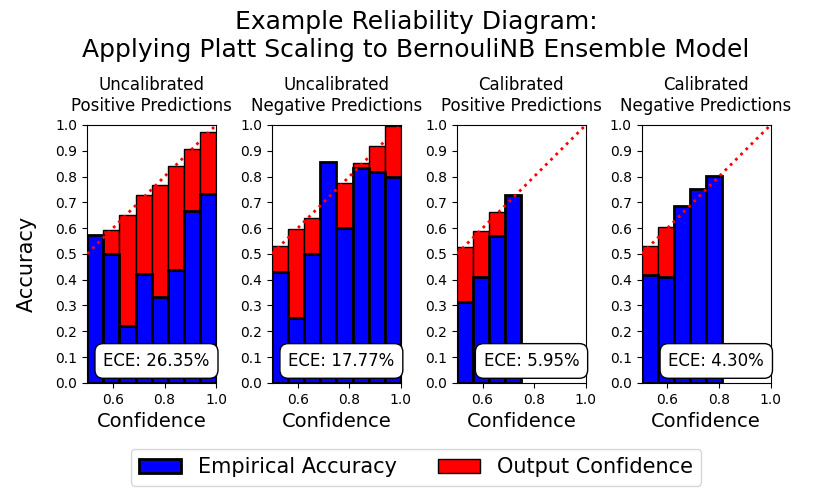 Example Reliability Diagram:
Applying Platt Scaling to BernouliNB Ensemble Model
Uncalibrated
Positive Predictions
Uncalibrated
Negative Predictions
Calibrated
Positive Predictions
Calibrated
Negative Predictions
Accuracy
1.0
0.9
0.8
0.7
0.6
0.5
0.4
0.3
0.2
0.1
0.0
ECE: 26.35%
0.6 0.8 1.0
Confidence
1.0
0.9
0.8
0.7
0.6
0.5
0.4
0.3
0.2
0.1
0.0
ECE: 17.77%
0.6 0.8 1.0
Confidence
1.0
0.9
0.8
0.7
0.6
0.5
0.4
0.3
0.2
0.1
0.0
ECE: 5.95%
0.6 0.8 1.0
Confidence
1.0
0.9
0.8
0.7
0.6
0.5
0.4
0.3
0.2
0.1
0.0
ECE: 4.30%
0.6 0.8 1.0
Confidence
Empirical Accuracy
Output Confidence